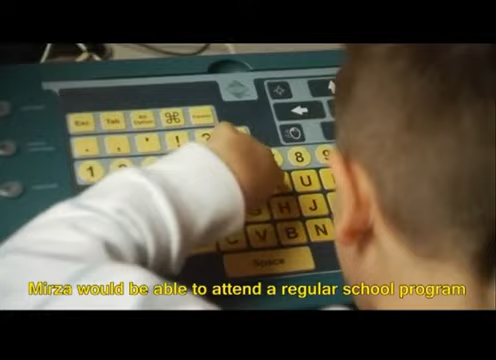 Esc Tab ⌘
, ' ! ?
1 8 9
U
G H J
C V B N
Space
Mirza would be able to attend a regular school program